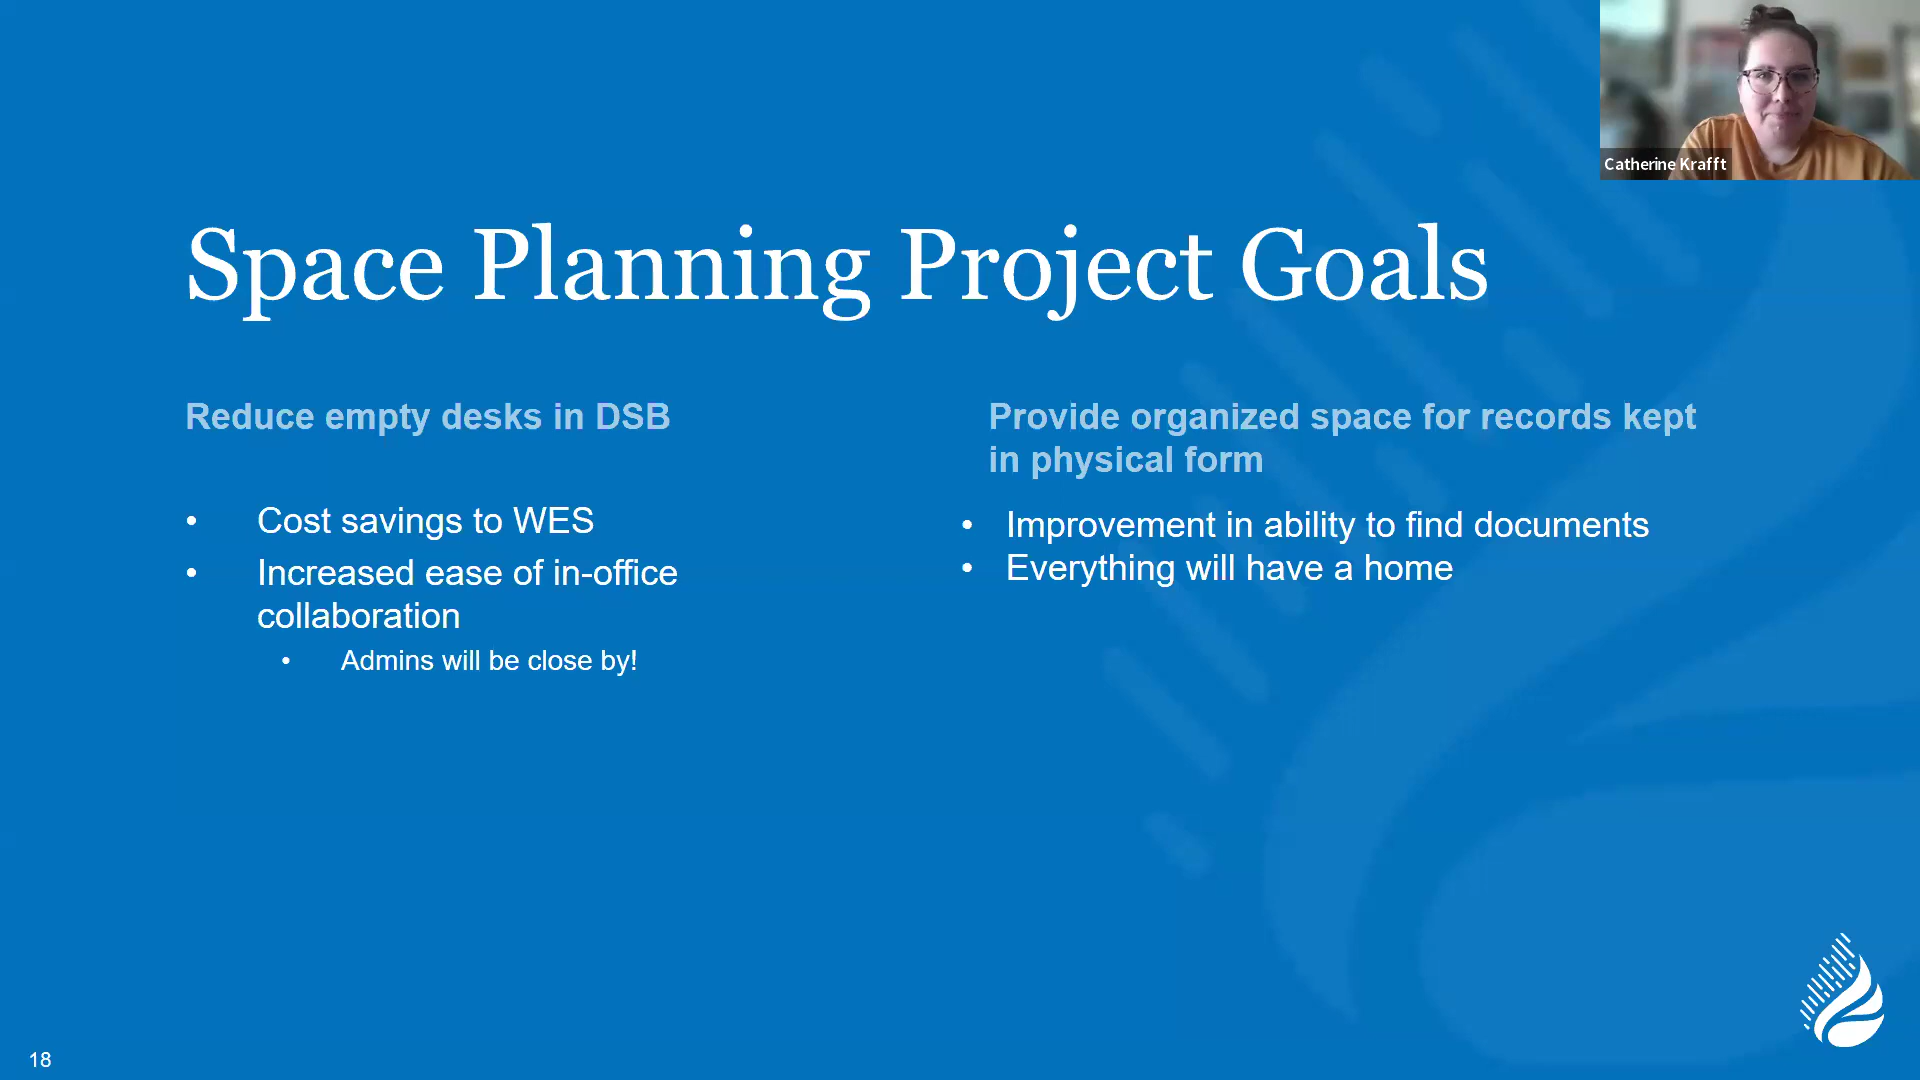 Catherine Krafft
Space Planning Project Goals
Reduce empty desks in DSB
• Cost savings to WES
• Increased ease of in-office
collaboration
• Admins will be close by!
Provide organized space for records kept
in physical form
• Improvement in ability to find documents
• Everything will have a home
18